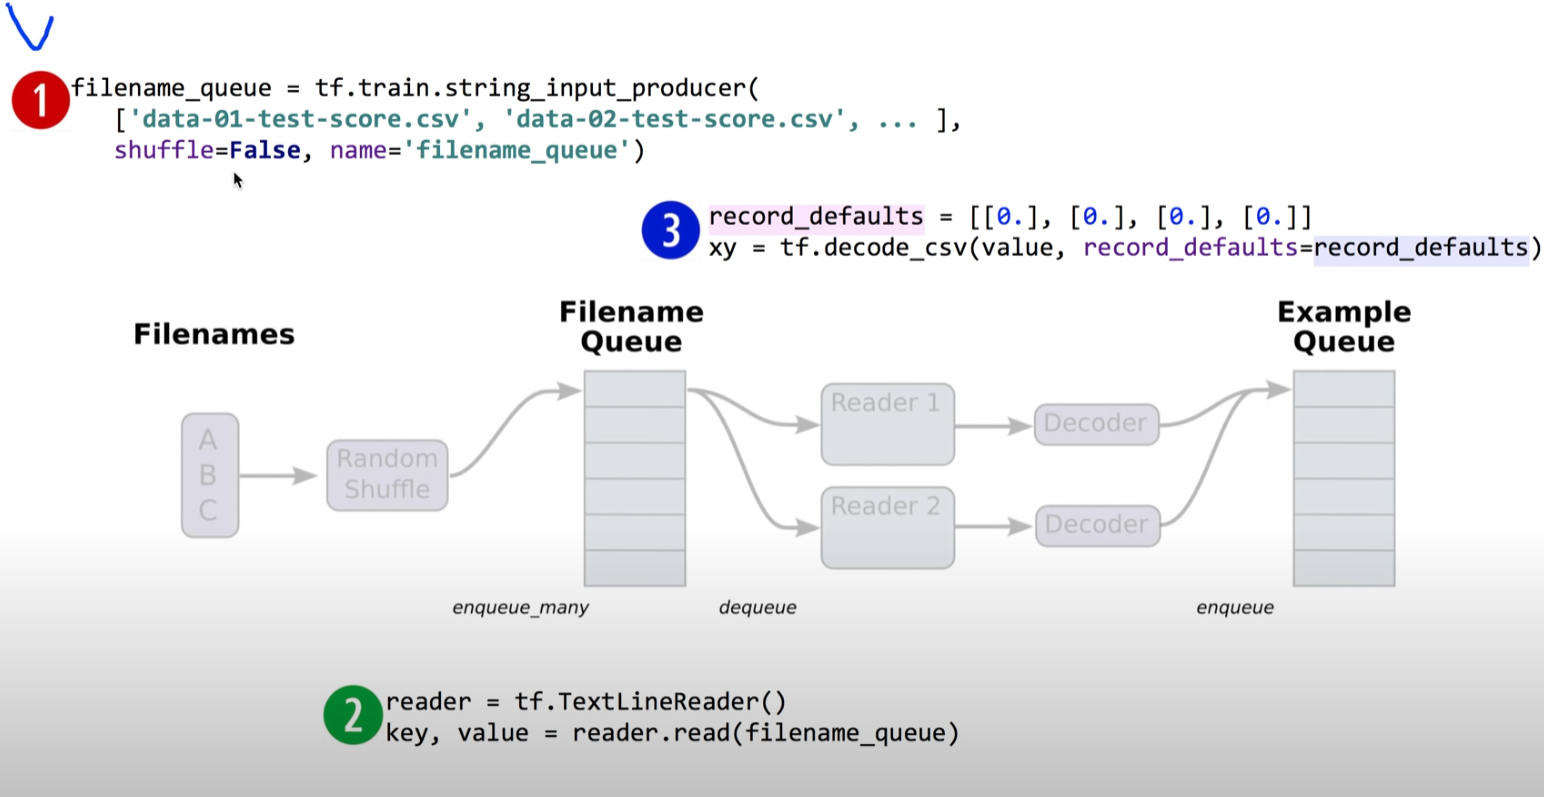 1
filename_queue = tf.train.string_input_producer(
['data-01-test-score.csv', 'data-02-test-score.csv', ... ],
shuffle=False, name='filename_queue')
3
record_defaults = [[0.], [0.], [0.], [0.]]
xy = tf.decode_csv(value, record_defaults=record_defaults)
Filenames
Filename
Queue
Example
Queue
A
B
C
Random
Shuffle
Reader 1
Decoder
Reader 2
Decoder
enqueue_many
dequeue
enqueue
2
reader = tf.TextLineReader()
key, value = reader.read(filename_queue)